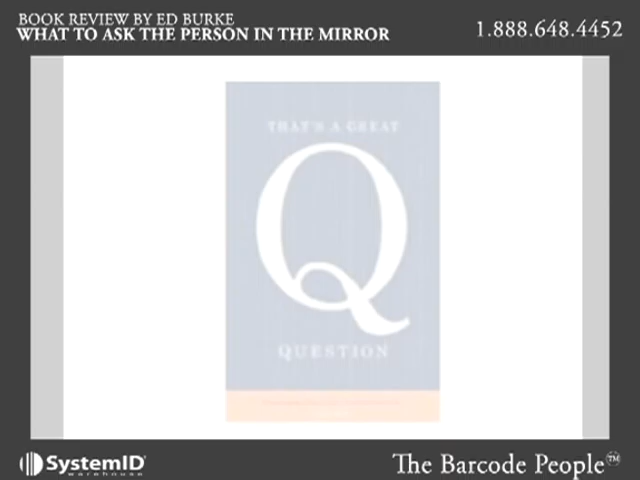 BOOK REVIEW BY ED BURKE
WHAT TO ASK THE PERSON IN THE MIRROR
1.888.648.4452
THAT'S A GREAT
Q
QUESTION
SystemID
warehouse
The Barcode People™